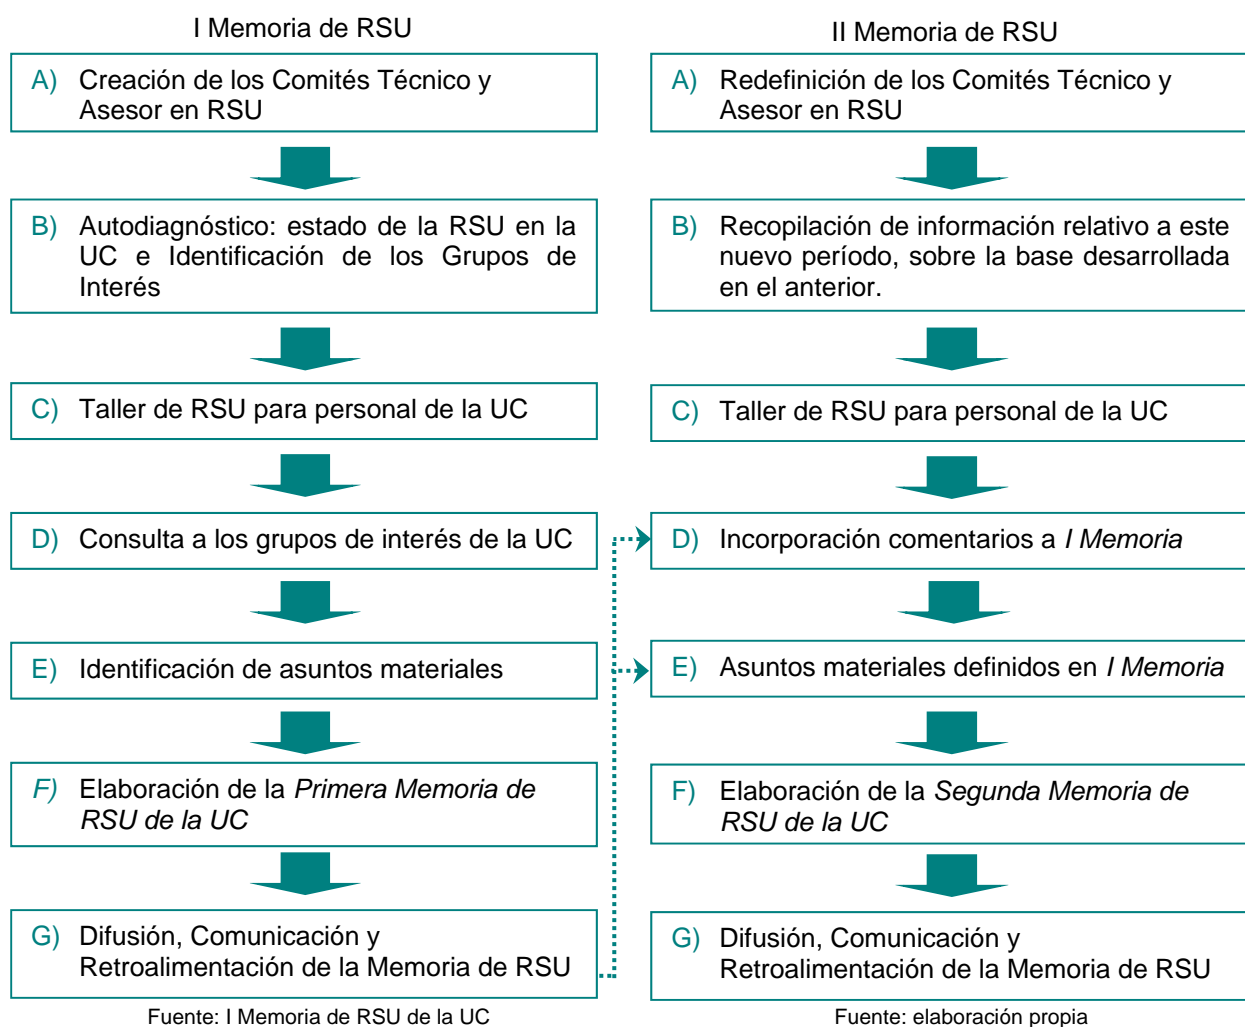 I Memoria de RSU
A) Creación de los Comités Técnico y
Asesor en RSU
B) Autodiagnóstico: estado de la RSU en la
UC e Identificación de los Grupos de
Interés
C) Taller de RSU para personal de la UC
D) Consulta a los grupos de interés de la UC
E) Identificación de asuntos materiales
F) Elaboración de la Primera Memoria de
RSU de la UC
G) Difusión, Comunicación y
Retroalimentación de la Memoria de RSU
Fuente: I Memoria de RSU de la UC
II Memoria de RSU
A) Redefinición de los Comités Técnico y
Asesor en RSU
B) Recopilación de información relativo a este
nuevo período, sobre la base desarrollada
en el anterior.
C) Taller de RSU para personal de la UC
D) Incorporación comentarios a I Memoria
E) Asuntos materiales definidos en I Memoria
F) Elaboración de la Segunda Memoria de
RSU de la UC
G) Difusión, Comunicación y
Retroalimentación de la Memoria de RSU
Fuente: elaboración propia